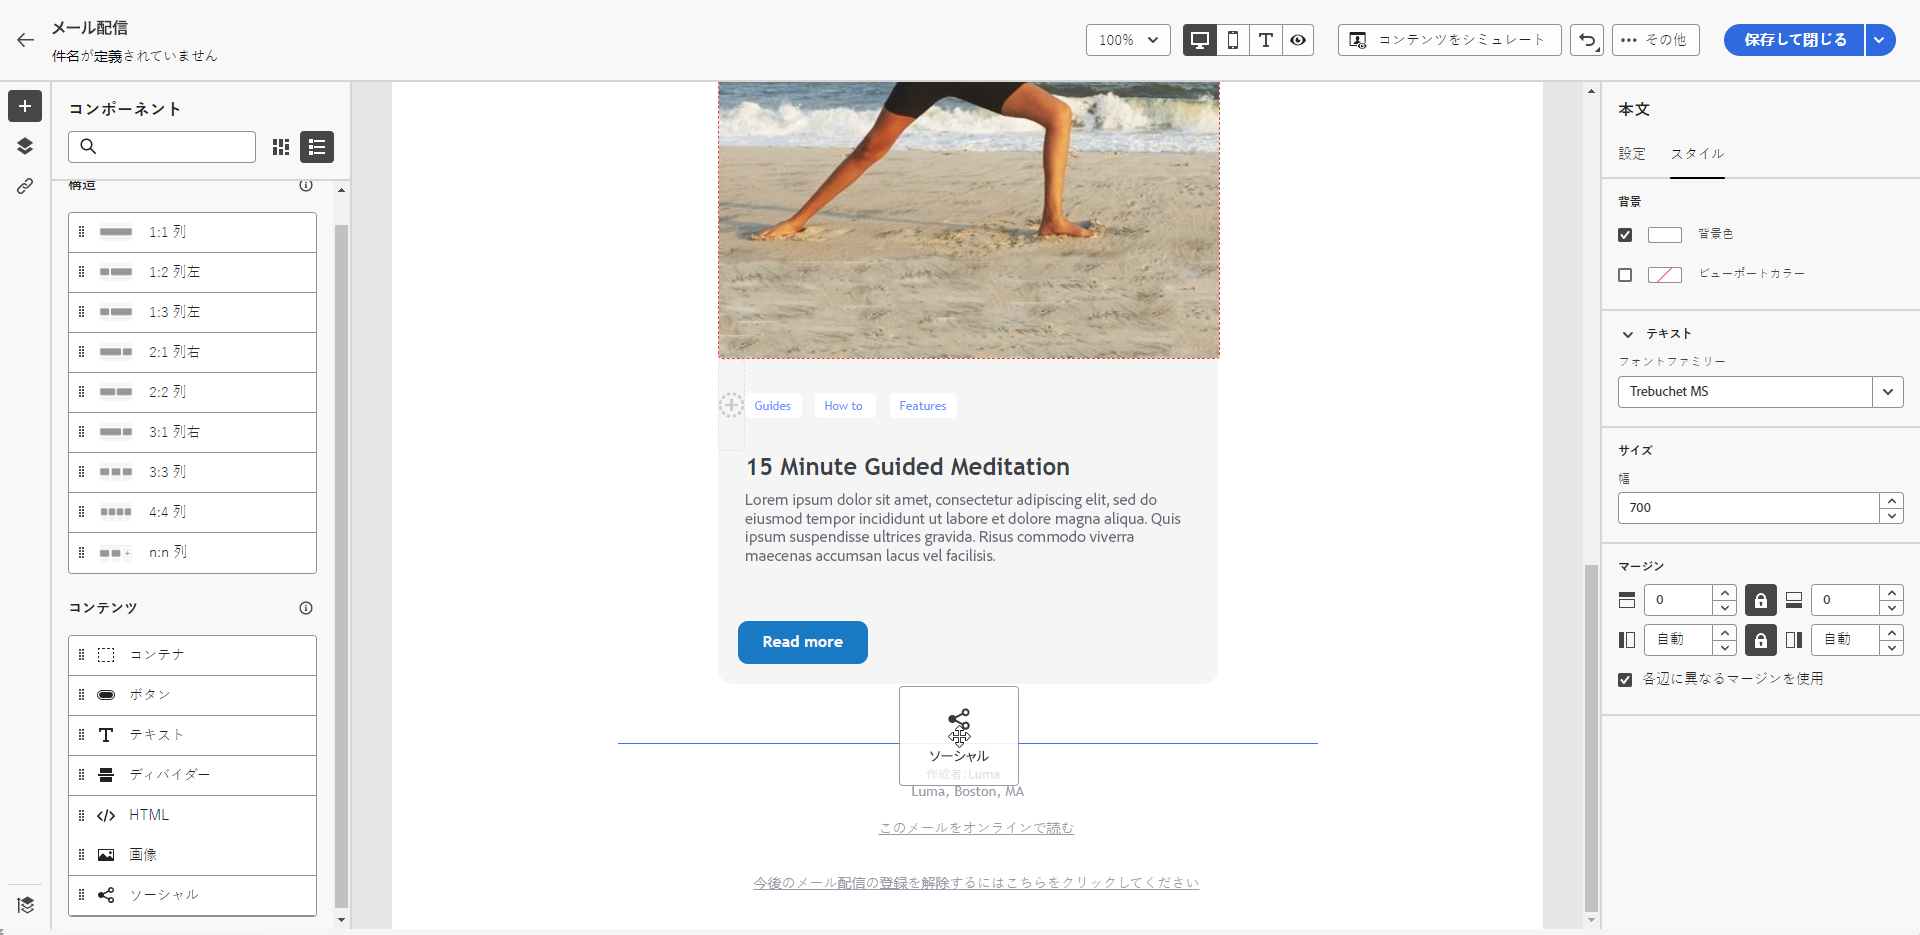 メール配信
件名が定義されていません
100%
コンテンツをシミュレート
その他
保存して閉じる
コンポーネント
構造
1:1 列
1:2 列左
1:3 列左
2:1 列右
2:2 列
3:1 列右
3:3 列
4:4 列
n:n 列
コンテンツ
コンテナ
ボタン
テキスト
ディバイダー
HTML
画像
ソーシャル
Guides
How to
Features
15 Minute Guided Meditation
Lorem ipsum dolor sit amet, consectetur adipiscing elit, sed do
eiusmod tempor incididunt ut labore et dolore magna aliqua. Quis
ipsum suspendisse ultrices gravida. Risus commodo viverra
maecenas accumsan lacus vel facilisis.
Read more
ソーシャル
作成者：Luma
Luma, Boston, MA
このメールをオンラインで読む
今後のメール配信の登録を解除するにはこちらをクリックしてください
本文
設定
スタイル
背景
背景色
ビューポートカラー
テキスト
フォントファミリー
Trebuchet MS
サイズ
幅
700
マージン
0
0
自動
自動
各辺に異なるマージンを使用